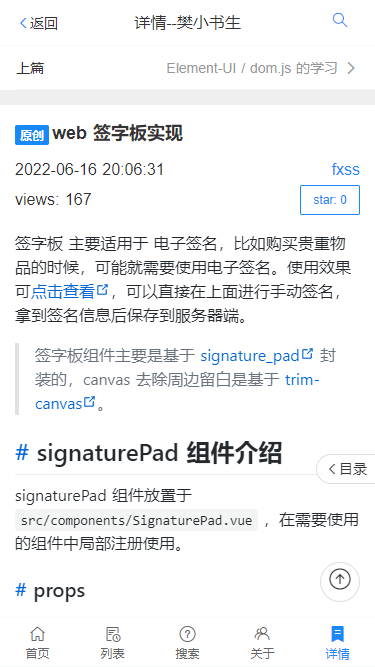 返回
详情--樊小书生
上篇
Element-UI / dom.js 的学习
原创 web 签字板实现
2022-06-16 20:06:31
fxss
views: 167
star: 0
签字板 主要适用于 电子签名，比如购买贵重物
品的时候，可能就需要使用电子签名。使用效果
可点击查看，可以直接在上面进行手动签名，
拿到签名信息后保存到服务器端。
签字板组件主要是基于 signature_pad 封
装的，canvas 去除周边留白是基于 trim-
canvas。
# signaturePad 组件介绍
目录
signaturePad 组件放置于
src/components/SignaturePad.vue ，在需要使用
的组件中局部注册使用。
# props
首页
列表
搜索
关于
详情